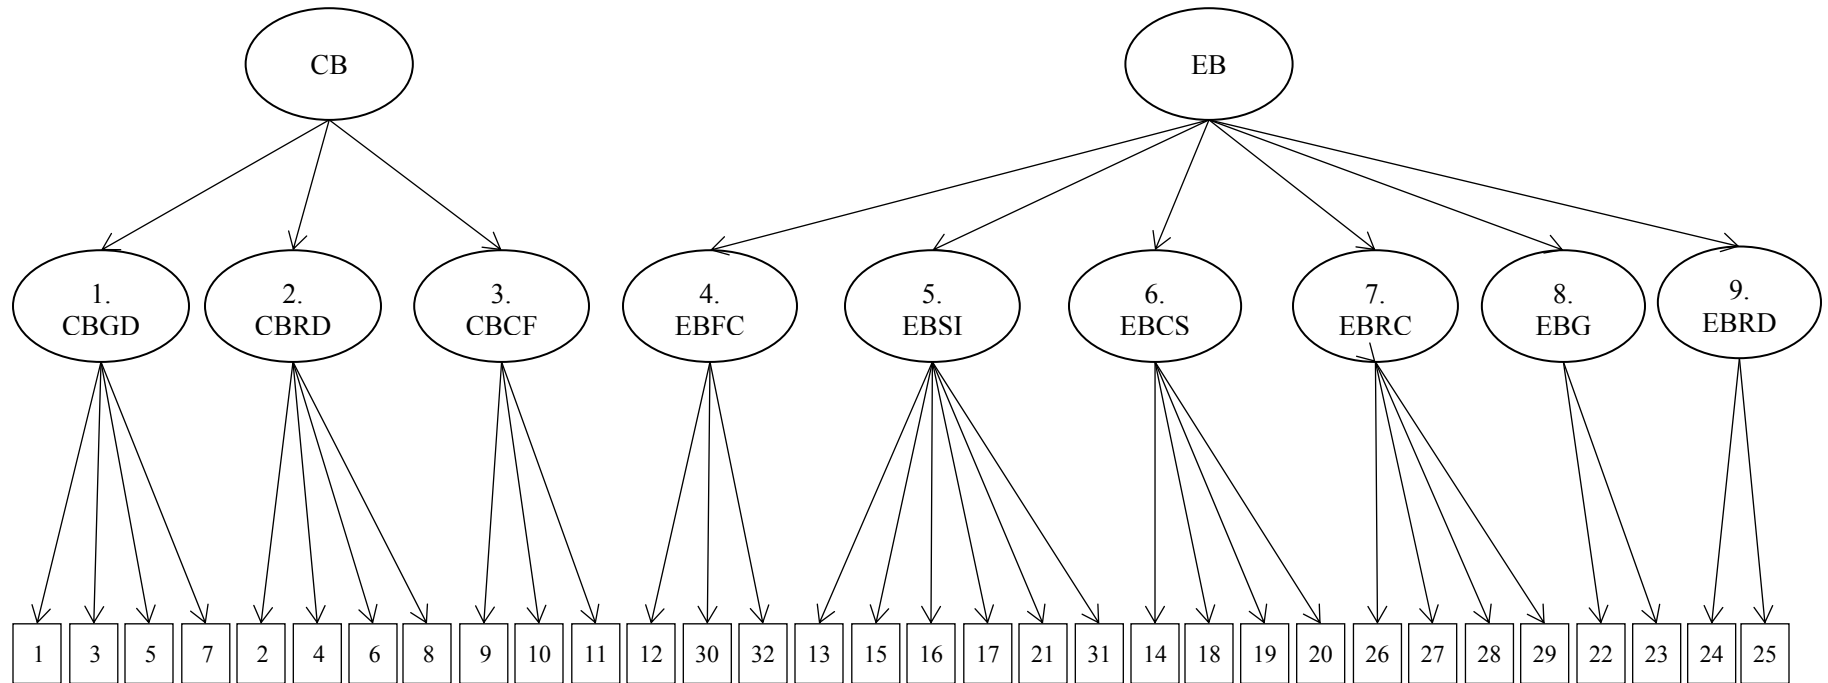 CB
EB
1.
CBGD
2.
CBRD
3.
CBCF
4.
EBFC
5.
EBSI
6.
EBCS
7.
EBRC
8.
EBG
9.
EBRD
1 3 5 7 2 4 6 8 9 10 11 12 30 32 13 15 16 17 21 31 14 18 19 20 26 27 28 29 22 23 24 25